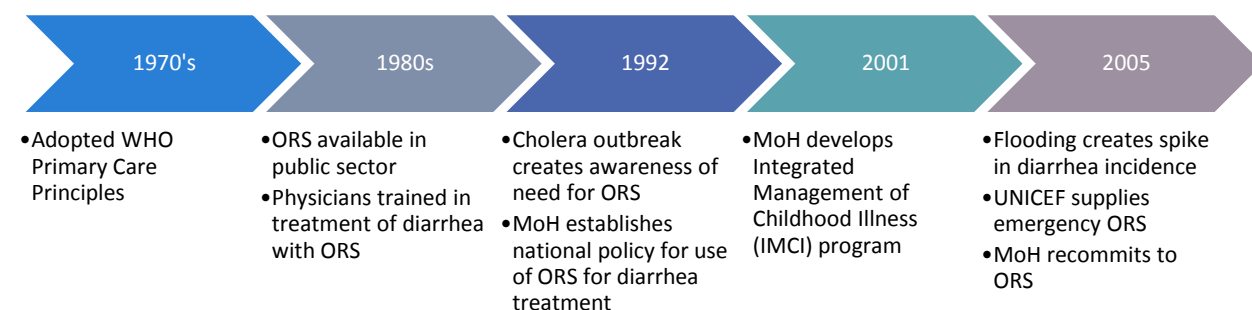 1970's
1980s
1992
2001
2005
•Adopted WHO
Primary Care
Principles
•ORS available in
public sector
•Physicians trained in
treatment of diarrhea
with ORS
•Cholera outbreak
creates awareness of
need for ORS
•MoH establishes
national policy for use
of ORS for diarrhea
treatment
•MoH develops
Integrated
Management of
Childhood Illness
(IMCI) program
•Flooding creates spike
in diarrhea incidence
•UNICEF supplies
emergency ORS
•MoH recommits to
ORS